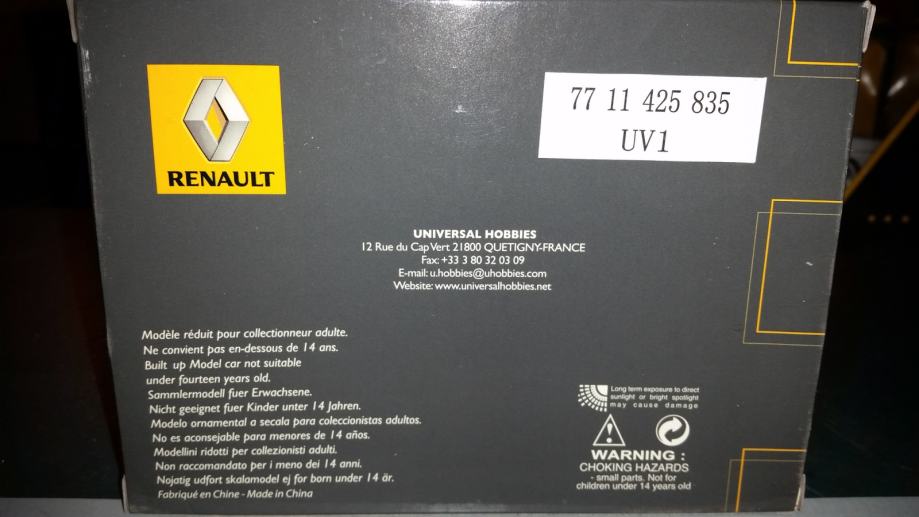 RENAULT
77 11 425 835
UV1
UNIVERSAL HOBBIES
12 Rue du Cap Vert 21800 QUETIGNY-FRANCE
Fax: +33 3 80 32 03 09
E-mail: u.hobbies@uhobbies.com
Website: www.universalhobbies.net
Modèle réduit pour collectionneur adulte.
Ne convient pas en-dessous de 14 ans.
Built up Model car not suitable
under fourteen years old.
Sammlermodell fuer Erwachsene.
Nicht geeignet fuer Kinder unter 14 Jahren.
Modelo ornamental a secala para coleccionistas adultos.
No es aconsejable para menores de 14 años.
Modellini ridotti per collezionisti adulti.
Non raccomandato per i meno dei 14 anni.
Nojatig udfort skalamodel ej for born under 14 år.
Fabriqué en Chine - Made in China
Long term exposure to direct
sunlight or bright spotlight
may cause damage
WARNING :
CHOKING HAZARDS
- small parts. Not for
children under 14 years old